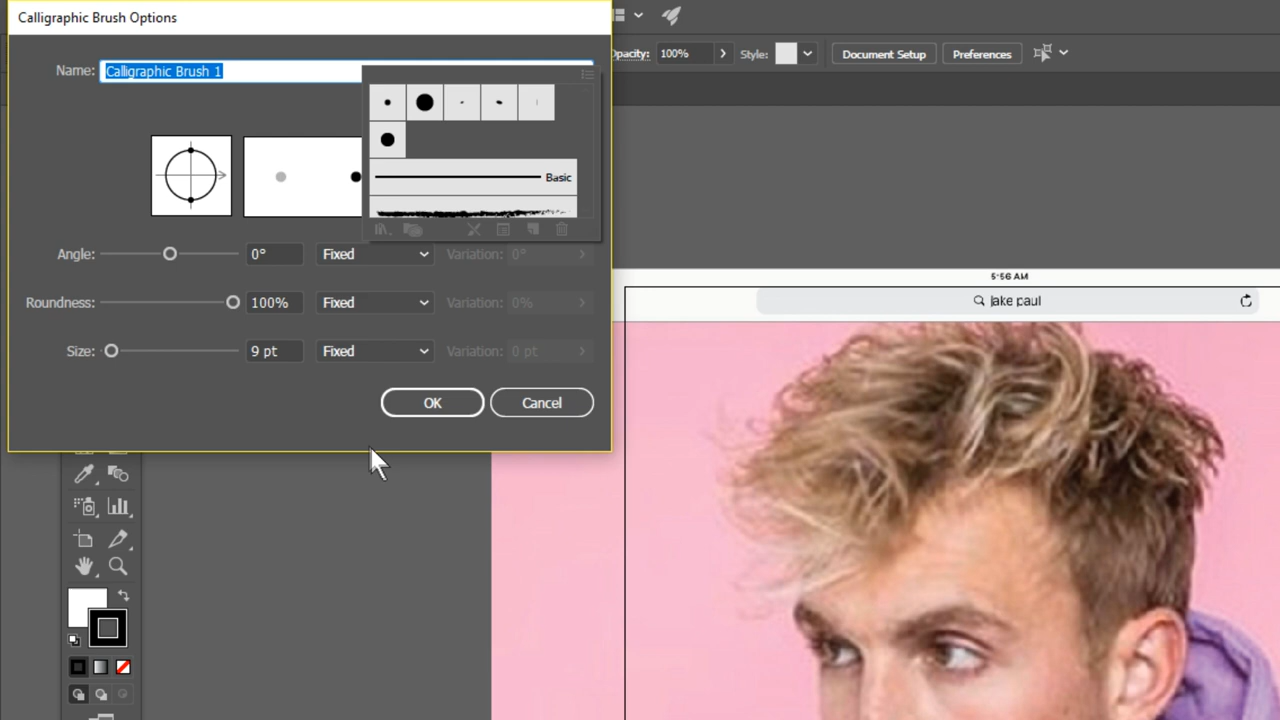 Calligraphic Brush Options
Opacity: 100% Style: Document Setup Preferences
Name: Calligraphic Brush 1
Basic
Angle: 0° Fixed Variation: 0°
Roundness: 100% Fixed Variation: 0%
Size: 9 pt Fixed Variation: 0 pt
OK Cancel
5:56 AM
jake paul